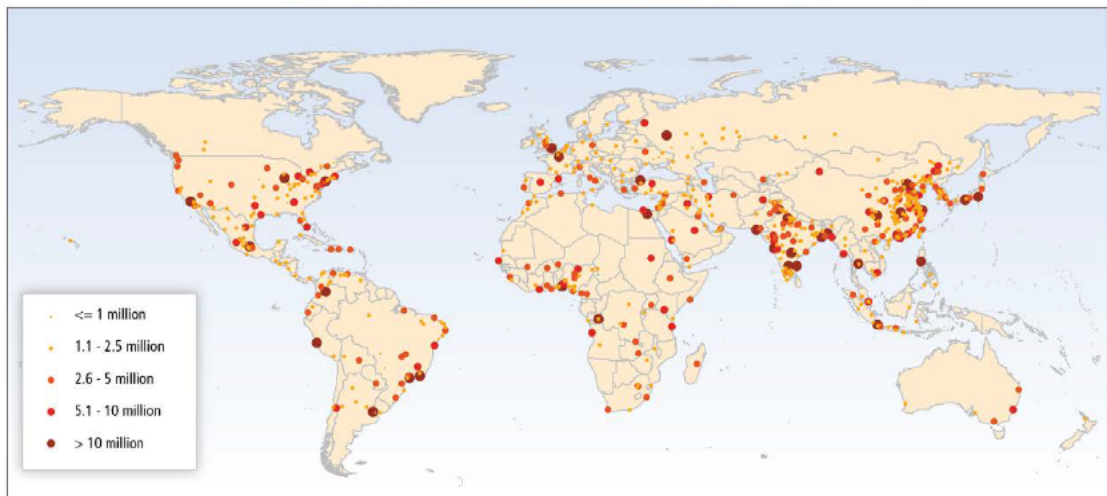 <= 1 million
1.1 - 2.5 million
2.6 - 5 million
5.1 - 10 million
> 10 million